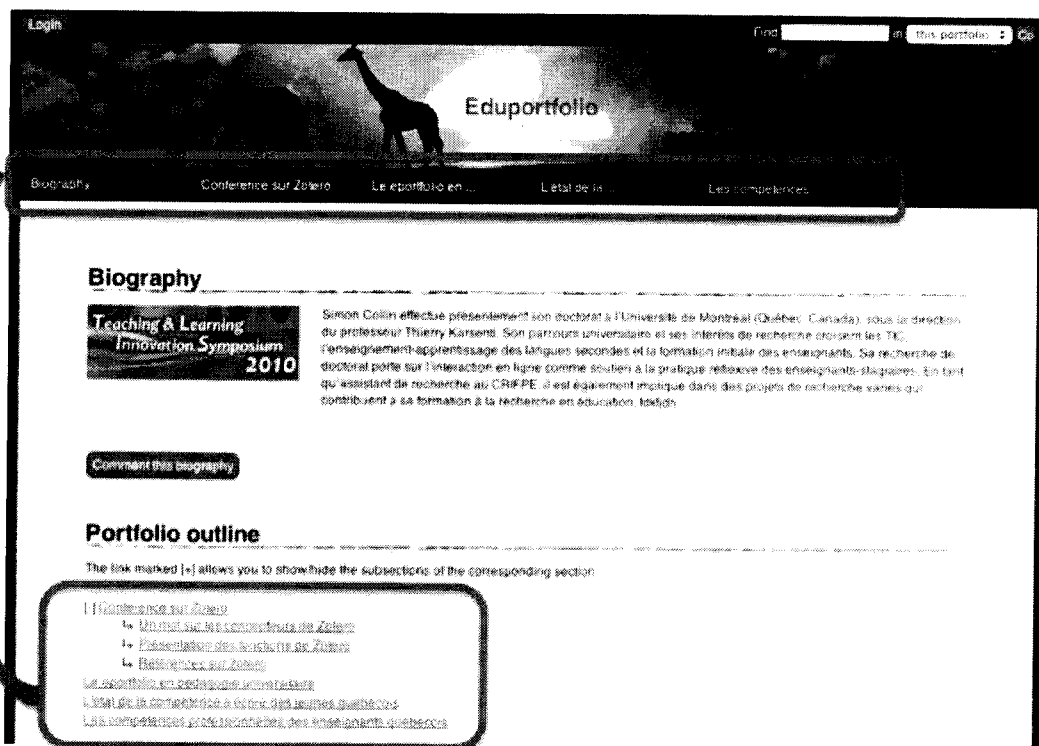 Login
Find in this portfolio Go
Eduportfolio
Biography Conference sur Zotero Le eportfolio en ... L'etat de la ... Les competences
Biography
Teaching & Learning
Innovation Symposium
2010
Simon Collin effectue présentement son doctorat à l'Université de Montréal (Québec, Canada), sous la direction
du professeur Thierry Karsenti. Son parcours universitaire et ses intérêts de recherche croisent les TIC,
l'enseignement-apprentissage des langues secondes et la formation initiale des enseignants. Sa recherche de
doctorat porte sur l'interaction en ligne comme soutien à la pratique réflexive des enseignants-stagiaires. En tant
qu'assistant de recherche au CRIFPE, il est également impliqué dans des projets de recherche variés qui
contribuent à sa formation à la recherche en éducation.
Comment this biography
Portfolio outline
The link marked [+] allows you to show/hide the subsections of the corresponding section
[-] Conference sur Zotero
↳ Un mot sur les concepteurs de Zotero
↳ Présentation des fonctions de Zotero
↳ Références sur Zotero
Le eportfolio en pédagogie universitaire
L'état de la compétence à écrire des jeunes québécois
Les compétences professionnelles des enseignants québécois